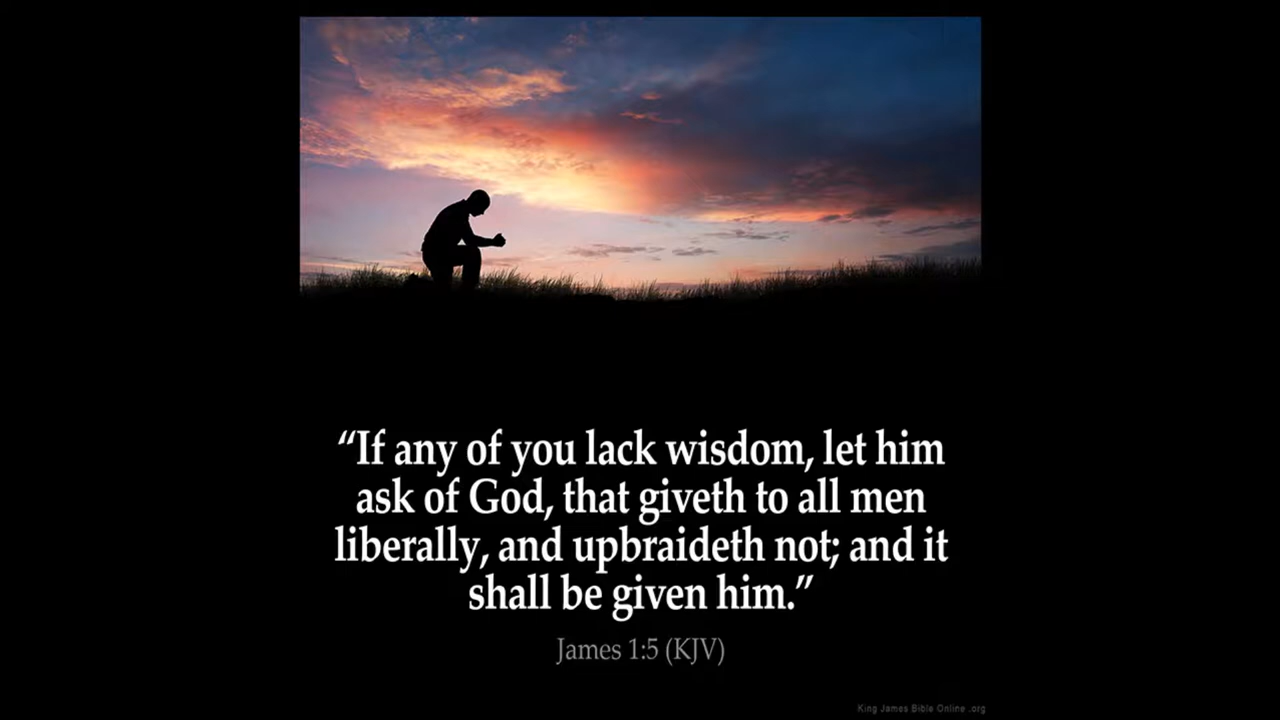 “If any of you lack wisdom, let him
ask of God, that giveth to all men
liberally, and upbraideth not; and it
shall be given him.”
James 1:5 (KJV)
King James Bible Online .org